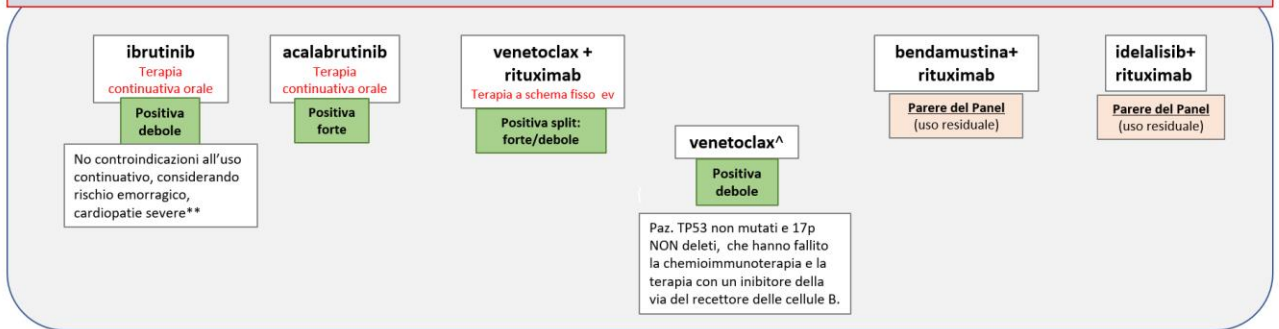 ibrutinib
Terapia
continuativa orale
Positiva
debole
No controindicazioni all'uso
continuativo, considerando
rischio emorragico,
cardiopatie severe**
acalabrutinib
Terapia
continuativa orale
Positiva
forte
venetoclax +
rituximab
Terapia a schema fisso ev
Positiva split:
forte/debole
venetoclax^
Positiva
debole
Paz. TP53 non mutati e 17p
NON deleti, che hanno fallito
la chemioimmunoterapia e la
terapia con un inibitore della
via del recettore delle cellule B.
bendamustina+
rituximab
Parere del Panel
(uso residuale)
idelalisib+
rituximab
Parere del Panel
(uso residuale)